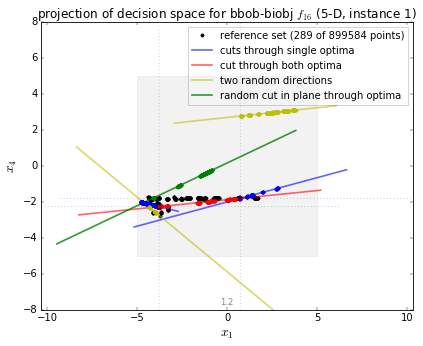 projection of decision space for bbob-biobj f₁₆ (5-D, instance 1)
reference set (289 of 899584 points)
cuts through single optima
cut through both optima
two random directions
random cut in plane through optima
8
6
4
2
0
−2
−4
−6
−8
x₄
1.2
−10
−5
0
5
10
x₁